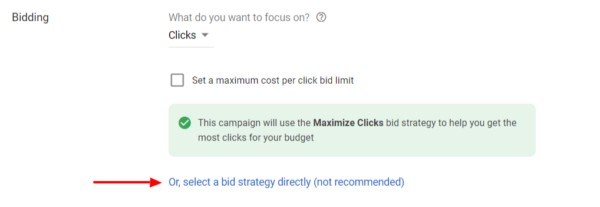 Bidding
What do you want to focus on?
Clicks
Set a maximum cost per click bid limit
This campaign will use the Maximize Clicks bid strategy to help you get the
most clicks for your budget
Or, select a bid strategy directly (not recommended)